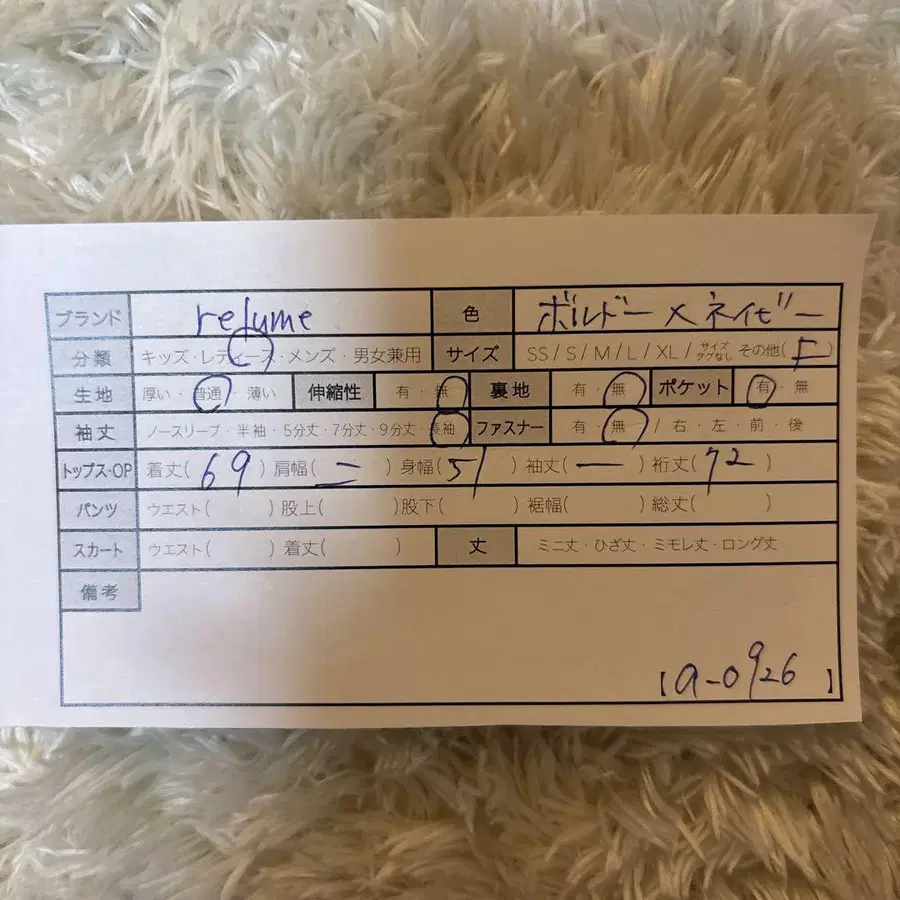 ブランド relume 色 ボルドー×ネイビー
分類 キッズ・レディース・メンズ・男女兼用 サイズ SS / S / M / L / XL / サイズタグなし その他(F)
生地 厚い・普通・薄い 伸縮性 有・無 裏地 有・無 ポケット 有・無
袖丈 ノースリーブ・半袖・5分丈・7分丈・9分丈・長袖 ファスナー 有・無 / 右・左・前・後
トップス・OP 着丈(69) 肩幅(ー) 身幅(51) 袖丈(ー) 裄丈(72)
パンツ ウエスト( ) 股上( ) 股下( ) 裾幅( ) 総丈( )
スカート ウエスト( ) 着丈( ) 丈 ミニ丈・ひざ丈・ミモレ丈・ロング丈
備考
【a-0926】